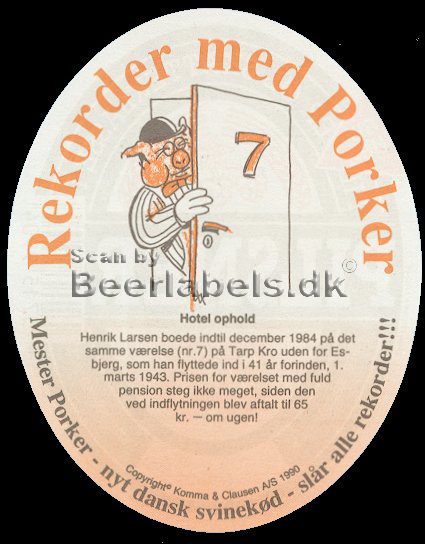 Rekorder med Porker
7
Scan by
Beerlabels.dk
©
Hotel ophold
Henrik Larsen boede indtil december 1984 på det
samme værelse (nr.7) på Tarp Kro uden for Es-
bjerg, som han flyttede ind i 41 år forinden, 1.
marts 1943. Prisen for værelset med fuld
pension steg ikke meget, siden den
ved indflytningen blev aftalt til 65
kr. — om ugen!
Copyright® Komma & Clausen A/S 1990
Mester Porker - nyt dansk svinekød - slår alle rekorder!!!